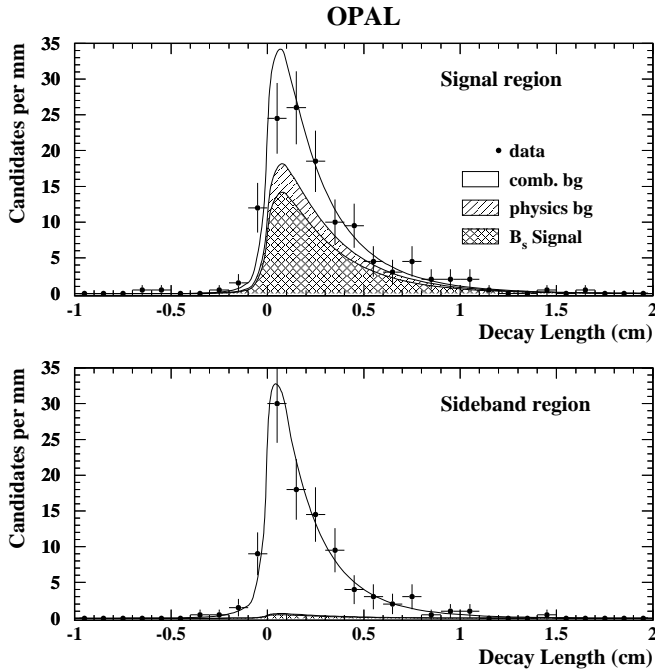 OPAL
Candidates per mm
35
30
25
20
15
10
5
0
Signal region
data
comb. bg
physics bg
Bs Signal
-1 -0.5 0 0.5 1 1.5 2
Decay Length (cm)
Candidates per mm
35
30
25
20
15
10
5
0
Sideband region
-1 -0.5 0 0.5 1 1.5 2
Decay Length (cm)